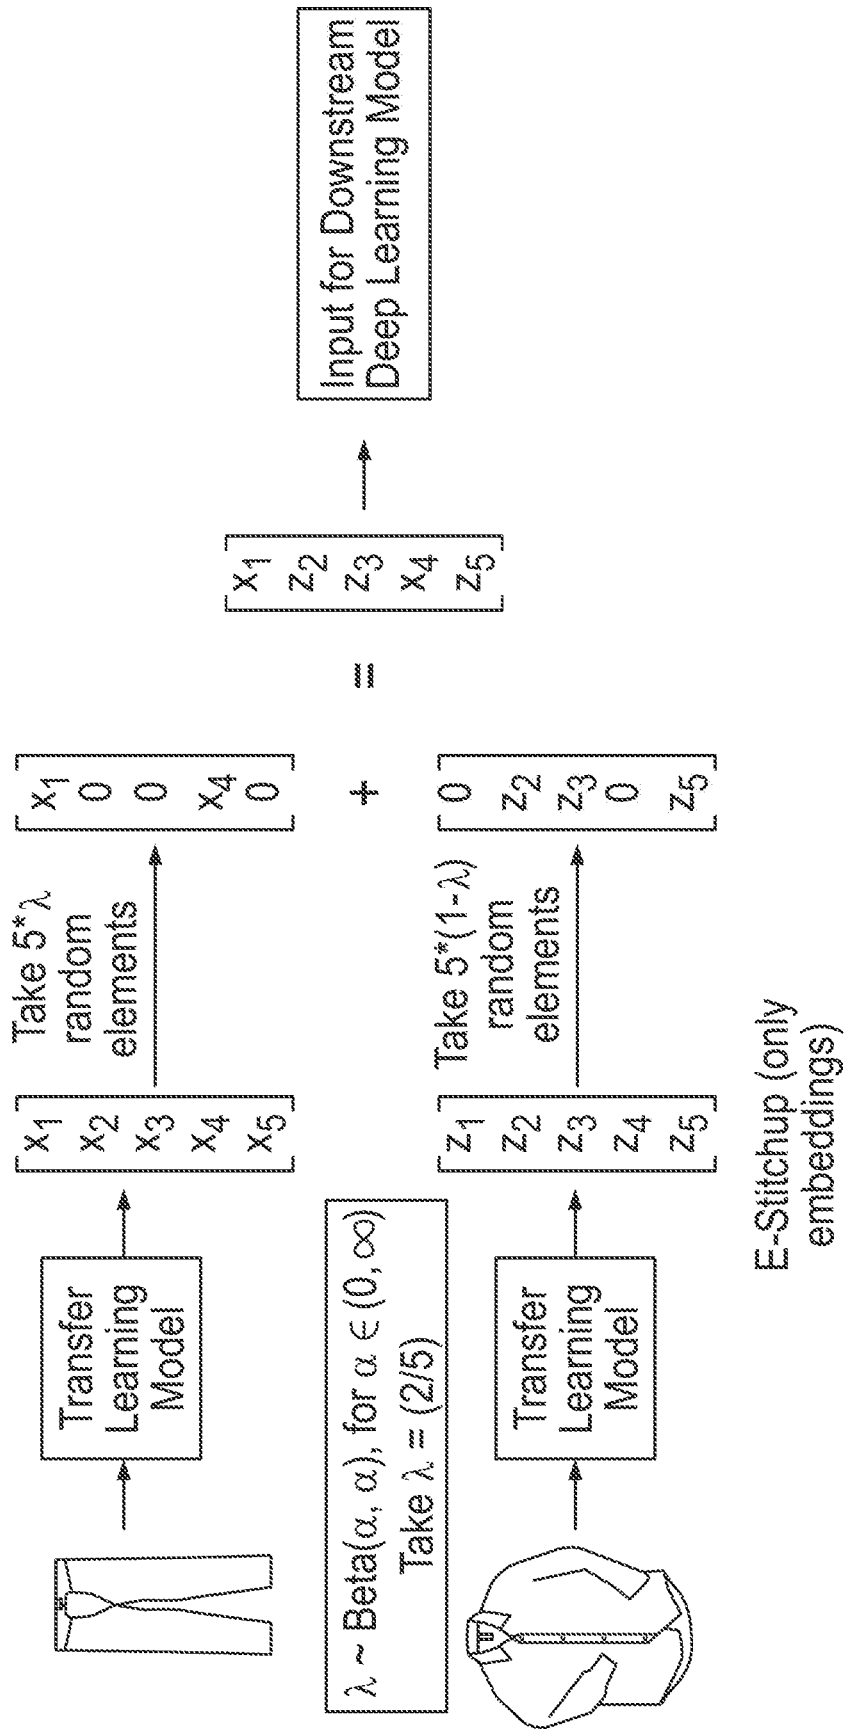 Transfer
Learning
Model
x1
x2
x3
x4
x5
Take 5*λ
random
elements
x1
0
0
x4
0
λ ~ Beta(α, α), for α ∈ (0, ∞)
Take λ = (2/5)
+
=
x1
z2
z3
x4
z5
Input for Downstream
Deep Learning Model
Transfer
Learning
Model
z1
z2
z3
z4
z5
Take 5*(1-λ)
random
elements
0
z2
z3
0
z5
E-Stitchup (only
embeddings)